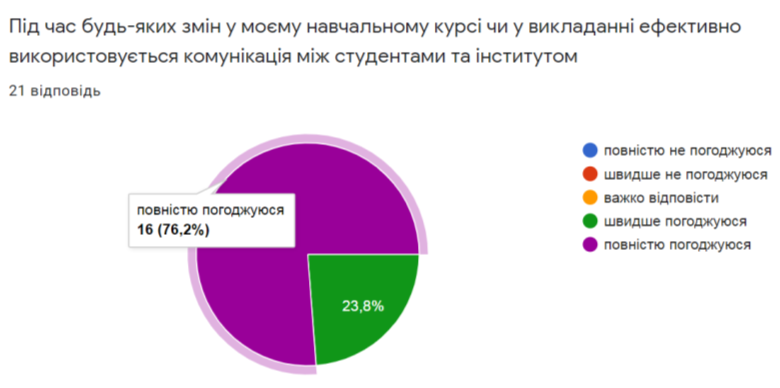 Під час будь-яких змін у моєму навчальному курсі чи у викладанні ефективно
використовується комунікація між студентами та інститутом
21 відповідь
повністю погоджуюся
16 (76,2%)
23,8%
повністю не погоджуюся
швидше не погоджуюся
важко відповісти
швидше погоджуюся
повністю погоджуюся